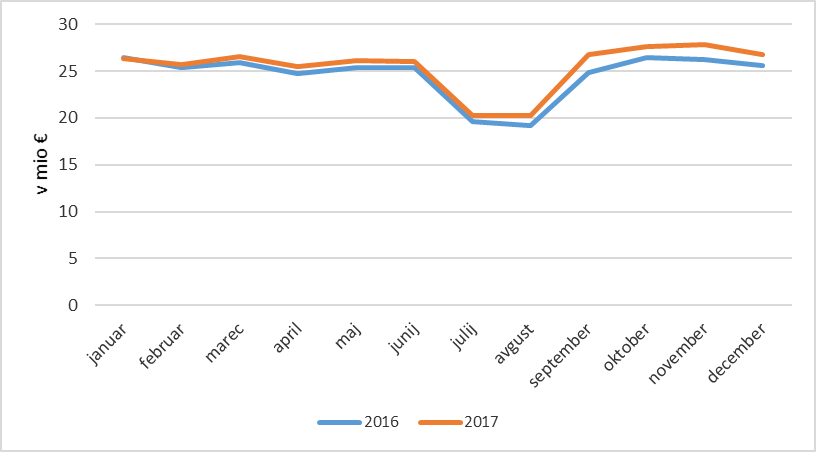 30
25
20
15
10
5
0
v mio €
januar
februar
marec
april
maj
junij
julij
avgust
september
oktober
november
december
2016
2017